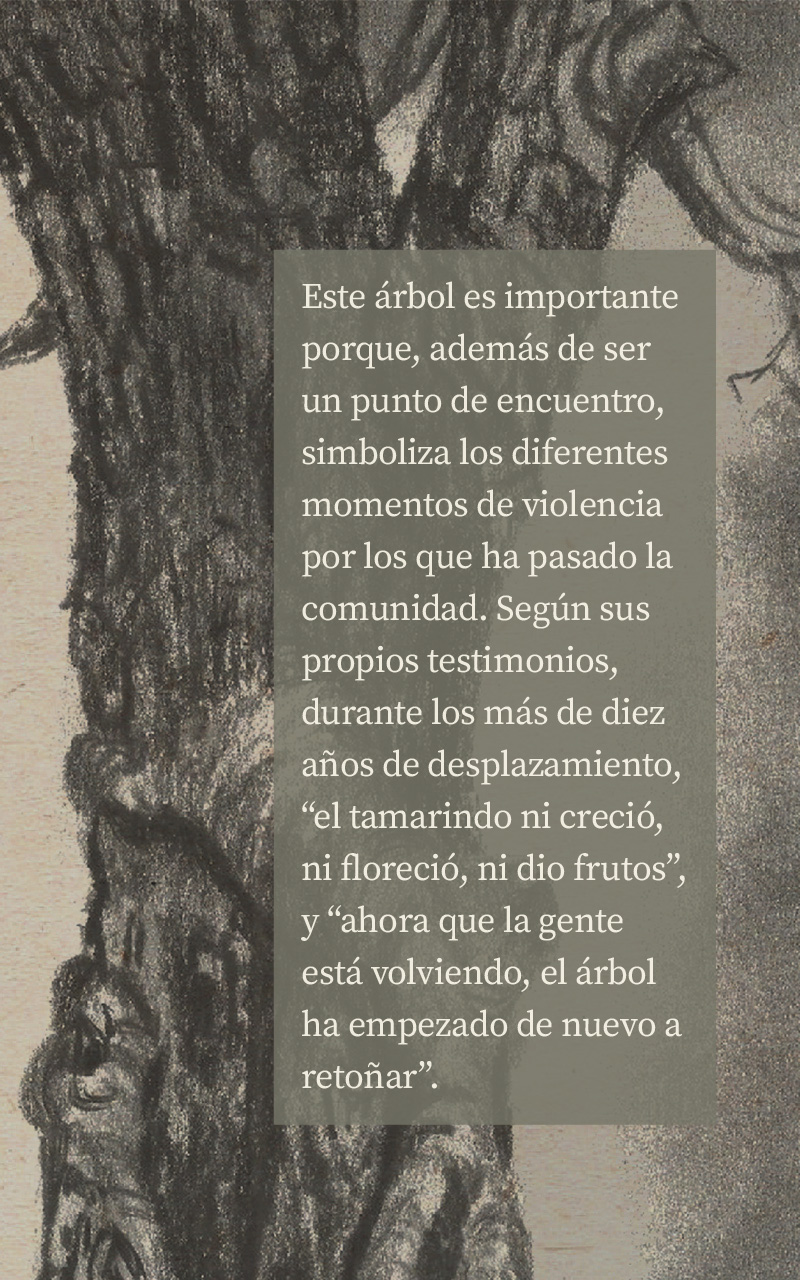 Este árbol es importante
porque, además de ser
un punto de encuentro,
simboliza los diferentes
momentos de violencia
por los que ha pasado la
comunidad. Según sus
propios testimonios,
durante los más de diez
años de desplazamiento,
“el tamarindo ni creció,
ni floreció, ni dio frutos”,
y “ahora que la gente
está volviendo, el árbol
ha empezado de nuevo a
retoñar”.